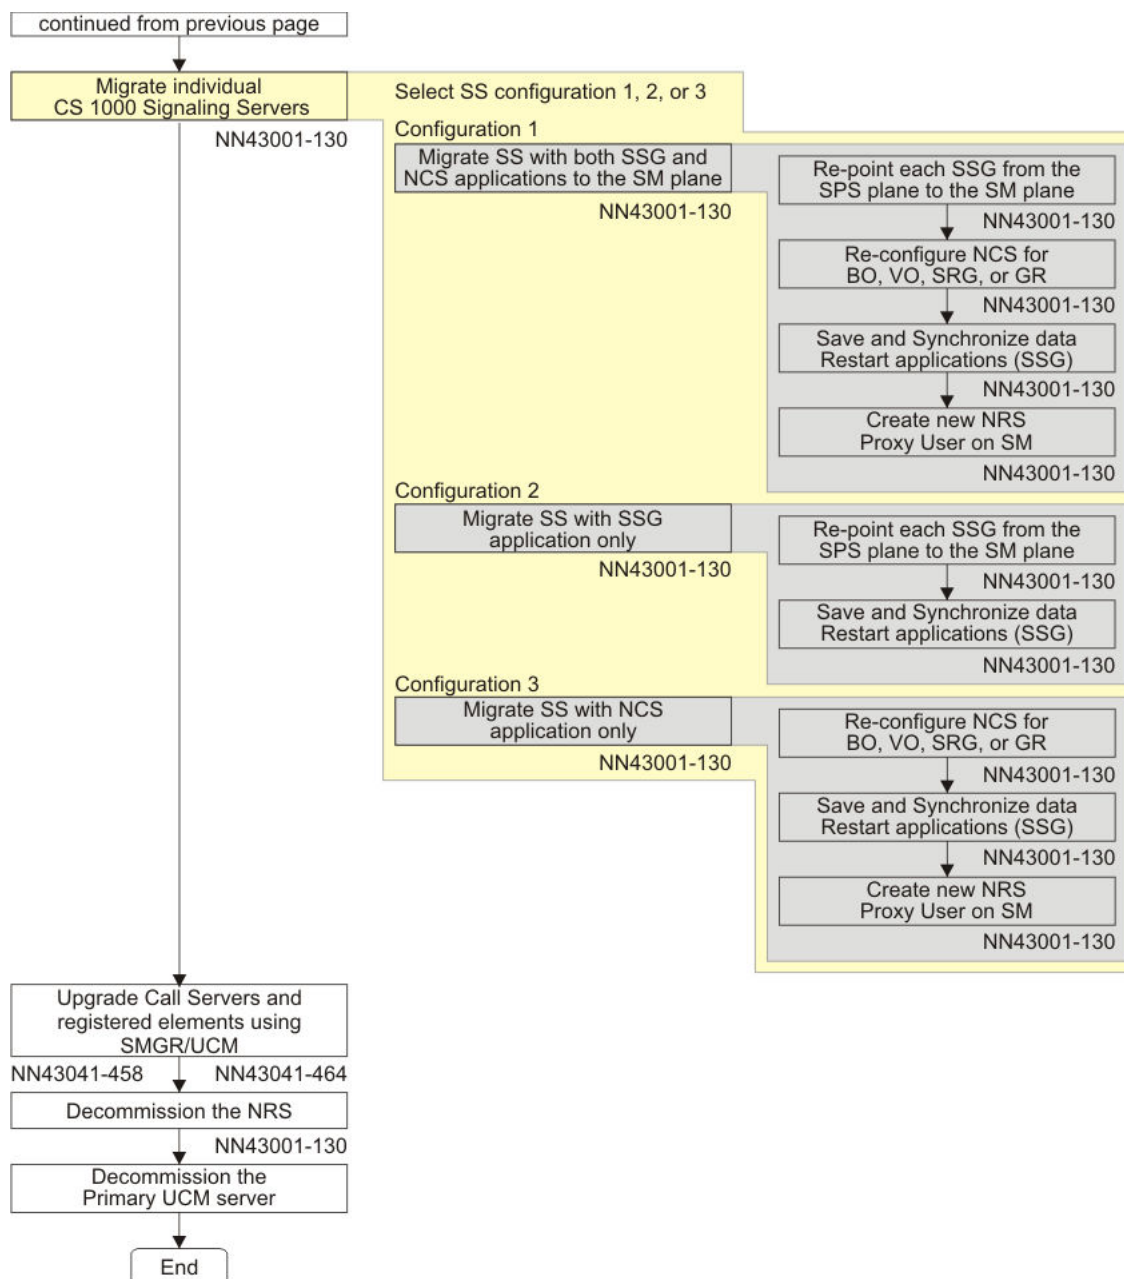 continued from previous page
Migrate individual
CS 1000 Signaling Servers
NN43001-130
Select SS configuration 1, 2, or 3
Configuration 1
Migrate SS with both SSG and
NCS applications to the SM plane
NN43001-130
Re-point each SSG from the
SPS plane to the SM plane
NN43001-130
Re-configure NCS for
BO, VO, SRG, or GR
NN43001-130
Save and Synchronize data
Restart applications (SSG)
NN43001-130
Create new NRS
Proxy User on SM
NN43001-130
Configuration 2
Migrate SS with SSG
application only
NN43001-130
Re-point each SSG from the
SPS plane to the SM plane
NN43001-130
Save and Synchronize data
Restart applications (SSG)
NN43001-130
Configuration 3
Migrate SS with NCS
application only
NN43001-130
Re-configure NCS for
BO, VO, SRG, or GR
NN43001-130
Save and Synchronize data
Restart applications (SSG)
NN43001-130
Create new NRS
Proxy User on SM
NN43001-130
Upgrade Call Servers and
registered elements using
SMGR/UCM
NN43041-458 NN43041-464
Decommission the NRS
NN43001-130
Decommission the
Primary UCM server
End